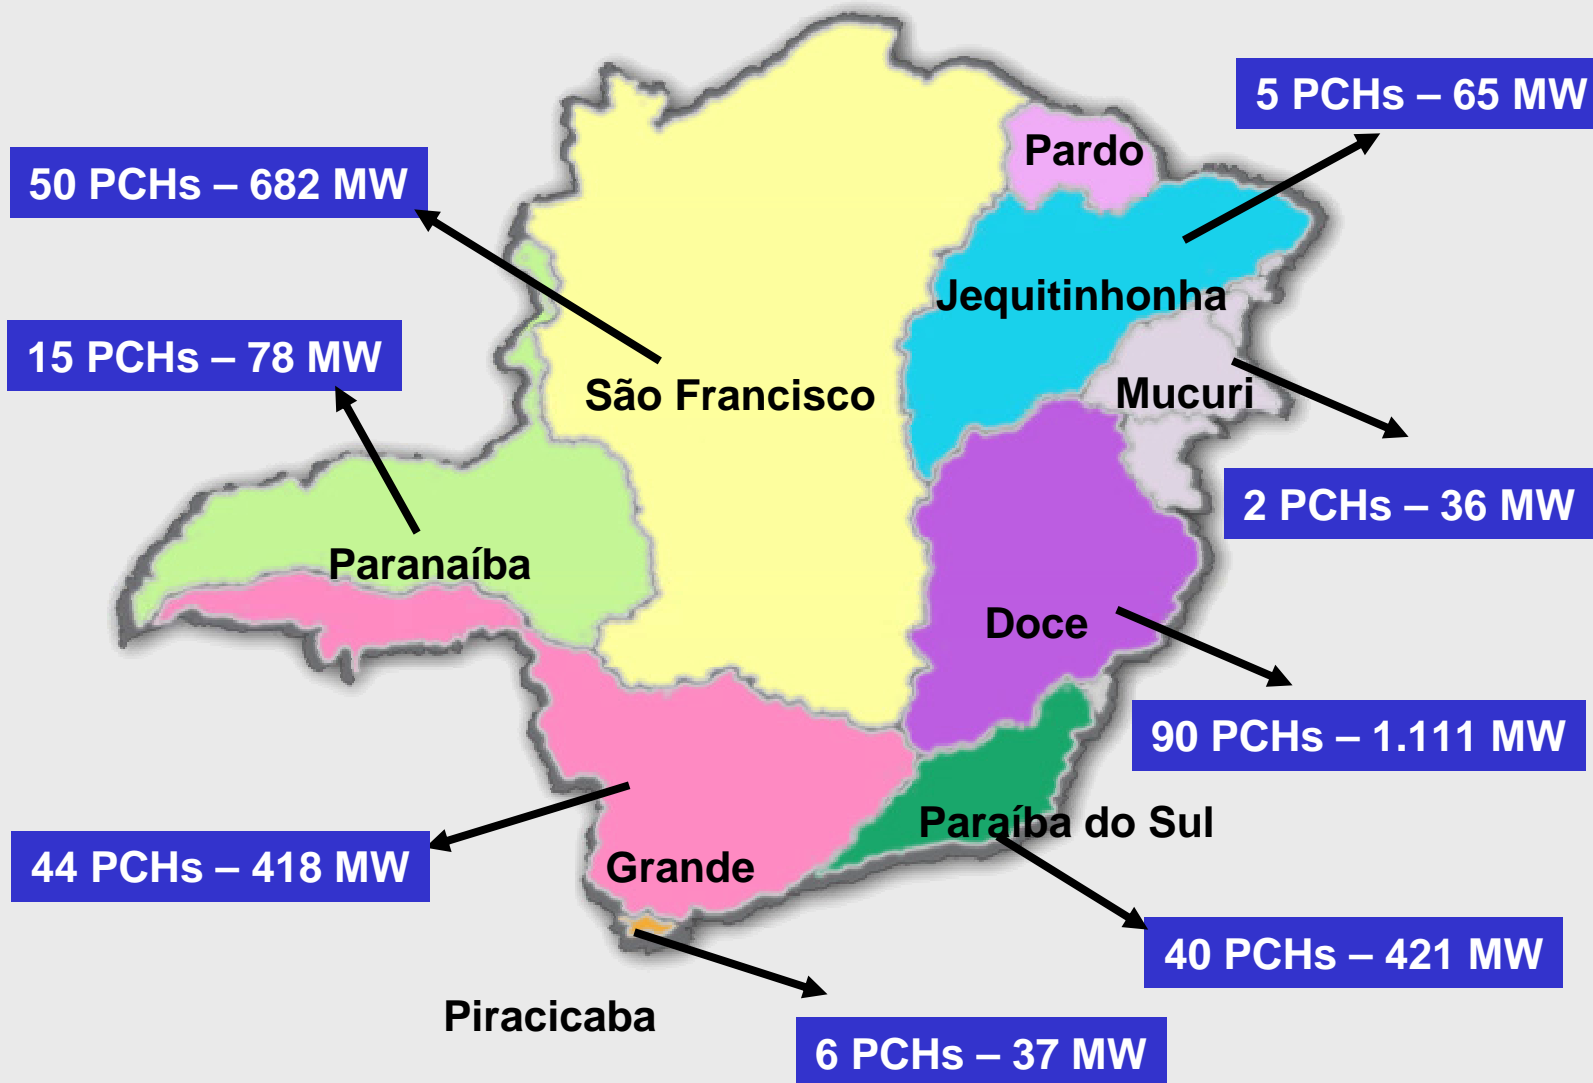 5 PCHs – 65 MW
Pardo
50 PCHs – 682 MW
Jequitinhonha
15 PCHs – 78 MW
São Francisco
Mucuri
2 PCHs – 36 MW
Paranaíba
Doce
90 PCHs – 1.111 MW
Paraíba do Sul
44 PCHs – 418 MW
Grande
40 PCHs – 421 MW
Piracicaba
6 PCHs – 37 MW